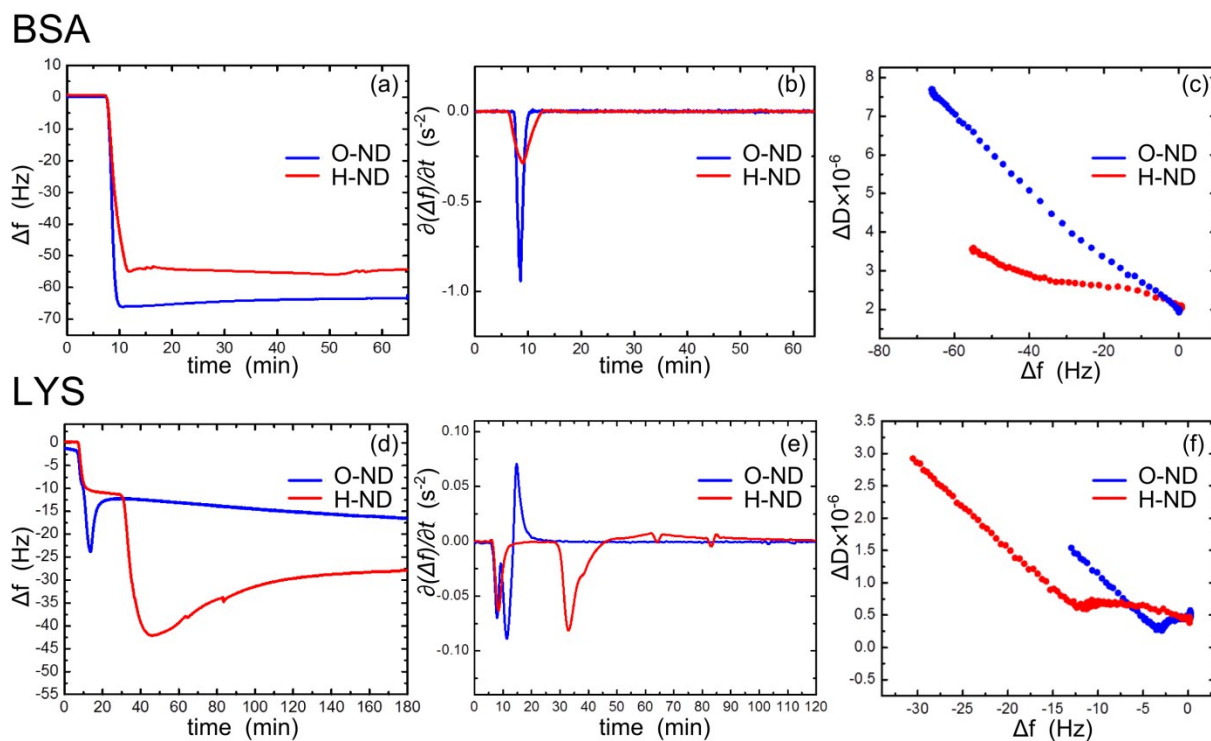 BSA
(a)
Δf (Hz)
10
0
-5
-15
-25
-35
-45
-55
-65
-70
O-ND
H-ND
0 10 20 30 40 50 60
time (min)
(b)
∂(Δf)/∂t (s⁻²)
0.0
-0.5
-1.0
O-ND
H-ND
0 10 20 30 40 50 60
time (min)
(c)
ΔD×10⁻⁶
8
7
6
5
4
3
2
O-ND
H-ND
-80 -60 -40 -20 0
Δf (Hz)
LYS
(d)
Δf (Hz)
0
-5
-10
-15
-20
-25
-30
-35
-40
-45
-50
-55
O-ND
H-ND
0 20 40 60 80 100 120 140 160 180
time (min)
(e)
∂(Δf)/∂t (s⁻²)
0.10
0.05
0.00
-0.05
-0.10
O-ND
H-ND
0 10 20 30 40 50 60 70 80 90 100 110 120
time (min)
(f)
ΔD×10⁻⁶
3.5
3.0
2.5
2.0
1.5
1.0
0.5
0.0
-0.5
O-ND
H-ND
-30 -25 -20 -15 -10 -5 0
Δf (Hz)